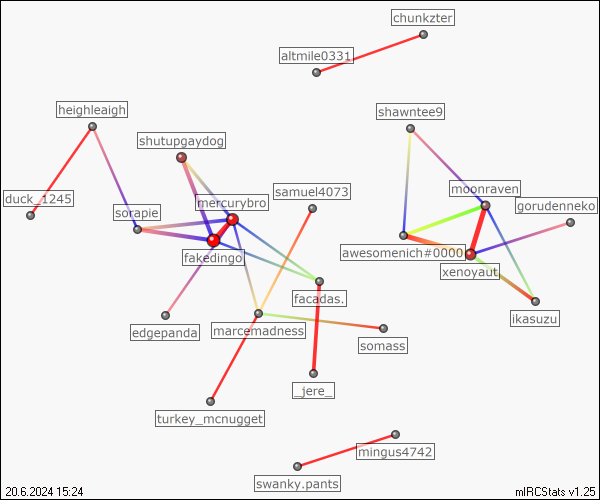 chunkzter
altmile0331
heighleaigh
shawntee9
shutupgaydog
samuel4073
moonraven
duck_1245
mercurybro
gorudenneko
sorapie
awesomenich#0000
fakedingo
xenoyaut
facadas.
ikasuzu
edgepanda
marcemadness
somass
_jere_
turkey_mcnugget
mingus4742
swanky.pants
20.6.2024 15:24
mIRCStats v1.25